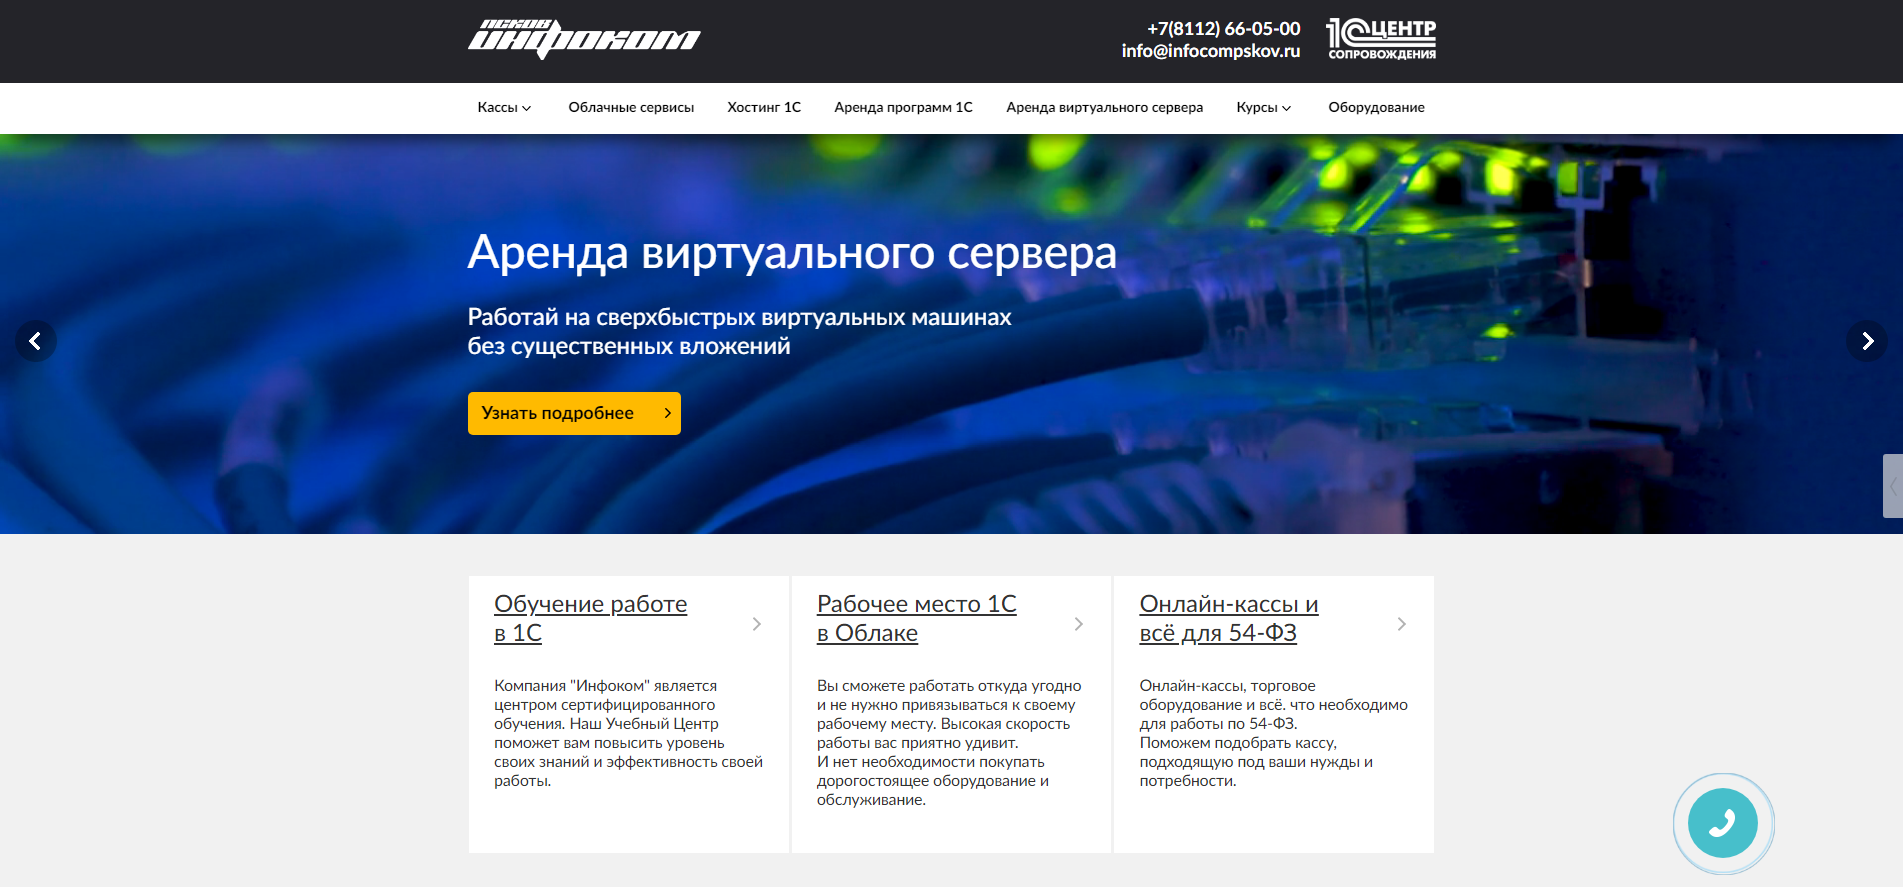 ПСКОВ
ИНФОКОМ
+7(8112) 66-05-00
info@infocompskov.ru
1С ЦЕНТР
СОПРОВОЖДЕНИЯ
Кассы
Облачные сервисы
Хостинг 1С
Аренда программ 1С
Аренда виртуального сервера
Курсы
Оборудование
Аренда виртуального сервера
Работай на сверхбыстрых виртуальных машинах
без существенных вложений
Узнать подробнее
Обучение работе
в 1С
Компания "Инфоком" является
центром сертифицированного
обучения. Наш Учебный Центр
поможет вам повысить уровень
своих знаний и эффективность своей
работы.
Рабочее место 1С
в Облаке
Вы сможете работать откуда угодно
и не нужно привязываться к своему
рабочему месту. Высокая скорость
работы вас приятно удивит.
И нет необходимости покупать
дорогостоящее оборудование и
обслуживание.
Онлайн-кассы и
всё для 54-ФЗ
Онлайн-кассы, торговое
оборудование и всё. что необходимо
для работы по 54-ФЗ.
Поможем подобрать кассу,
подходящую под ваши нужды и
потребности.